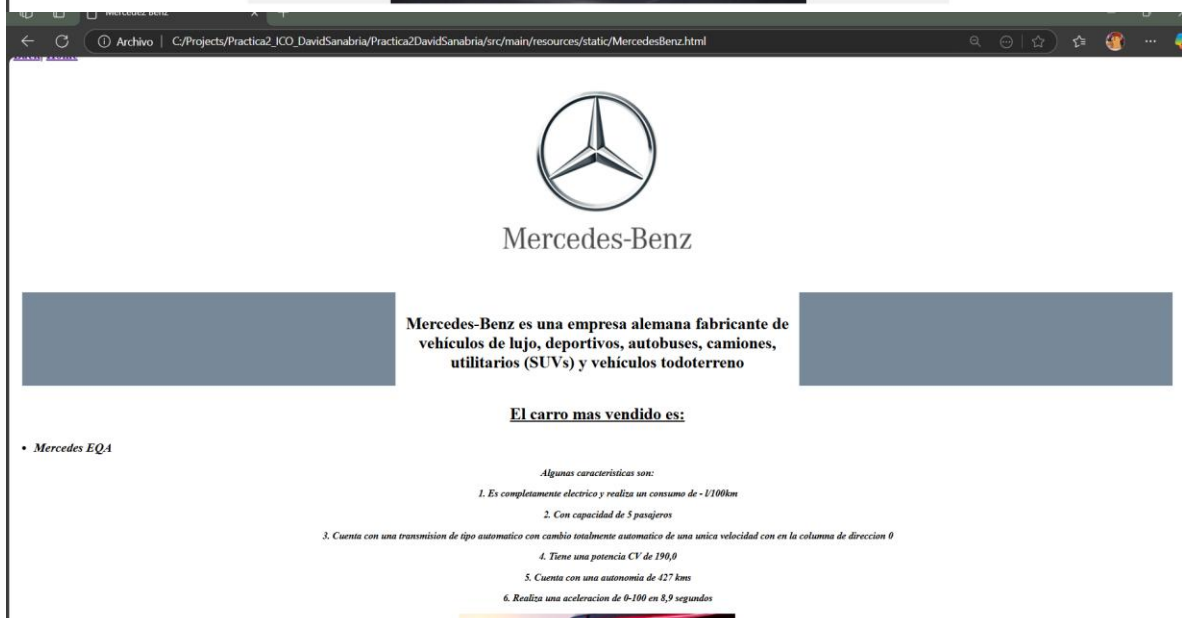 Mercedez Benz
Archivo | C:/Projects/Practica2_ICO_DavidSanabria/Practica2DavidSanabria/src/main/resources/static/MercedesBenz.html
Home
Mercedes-Benz
Mercedes-Benz es una empresa alemana fabricante de
vehículos de lujo, deportivos, autobuses, camiones,
utilitarios (SUVs) y vehículos todoterreno
El carro mas vendido es:
• Mercedes EQA
Algunas caracteristicas son:
1. Es completamente electrico y realiza un consumo de - l/100km
2. Con capacidad de 5 pasajeros
3. Cuenta con una transmision de tipo automatico con cambio totalmente automatico de una unica velocidad con en la columna de direccion 0
4. Tiene una potencia CV de 190,0
5. Cuenta con una autonomia de 427 kms
6. Realiza una aceleracion de 0-100 en 8,9 segundos